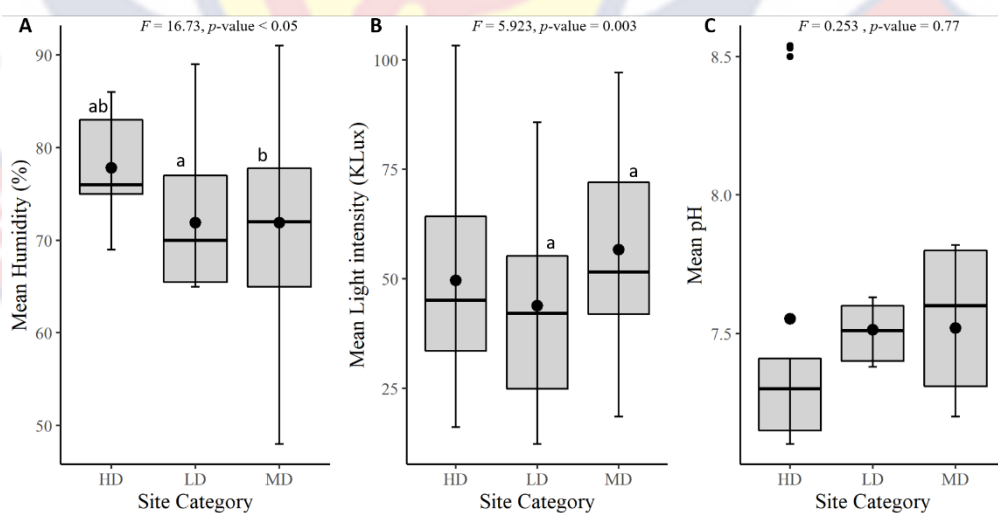 A
F = 16.73, p-value < 0.05
Mean Humidity (%)
90
80
70
60
50
ab
a
b
HD LD MD
Site Category
B
F = 5.923, p-value = 0.003
Mean Light intensity (KLux)
100
75
50
25
a
a
HD LD MD
Site Category
C
F = 0.253 , p-value = 0.77
Mean pH
8.5
8.0
7.5
HD LD MD
Site Category